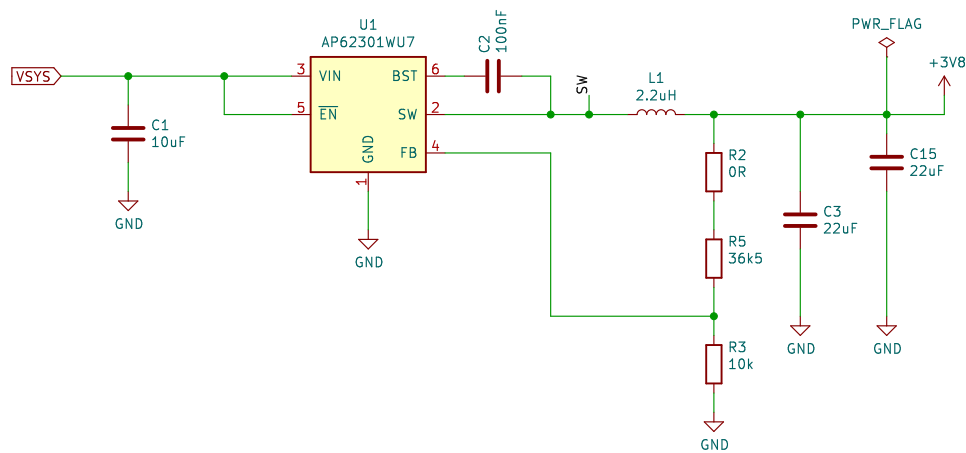 PWR_FLAG
U1
AP62301WU7
C2
100nF
+3V8
VSYS
3
VIN
BST
6
SW
L1
2.2uH
5
EN
SW
2
C1
10uF
GND
FB
4
1
R2
0R
C15
22uF
GND
C3
22uF
R5
36k5
GND
R3
10k
GND
GND
GND